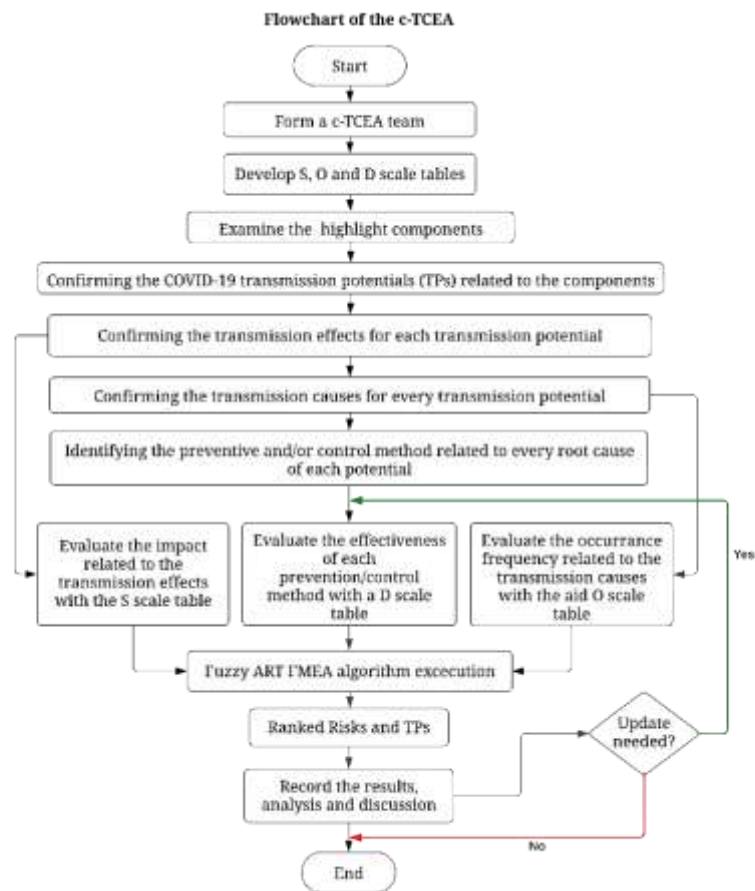 Flowchart of the c-TCEA
Start
Form a c-TCEA team
Develop S, O and D scale tables
Examine the highlight components
Confirming the COVID-19 transmission potentials (TPs) related to the components
Confirming the transmission effects for each transmission potential
Confirming the transmission causes for every transmission potential
Identifying the preventive and/or control method related to every root cause
of each potential
Evaluate the impact
related to the
transmission effects
with the S scale table
Evaluate the effectiveness
of each
prevention/control
method with a D scale
table
Evaluate the occurrance
frequency related to the
transmission causes
with the aid O scale
table
Yes
Fuzzy ART FMEA algorithm excecution
Ranked Risks and TPs
Update
needed?
Record the results,
analysis and discussion
No
End